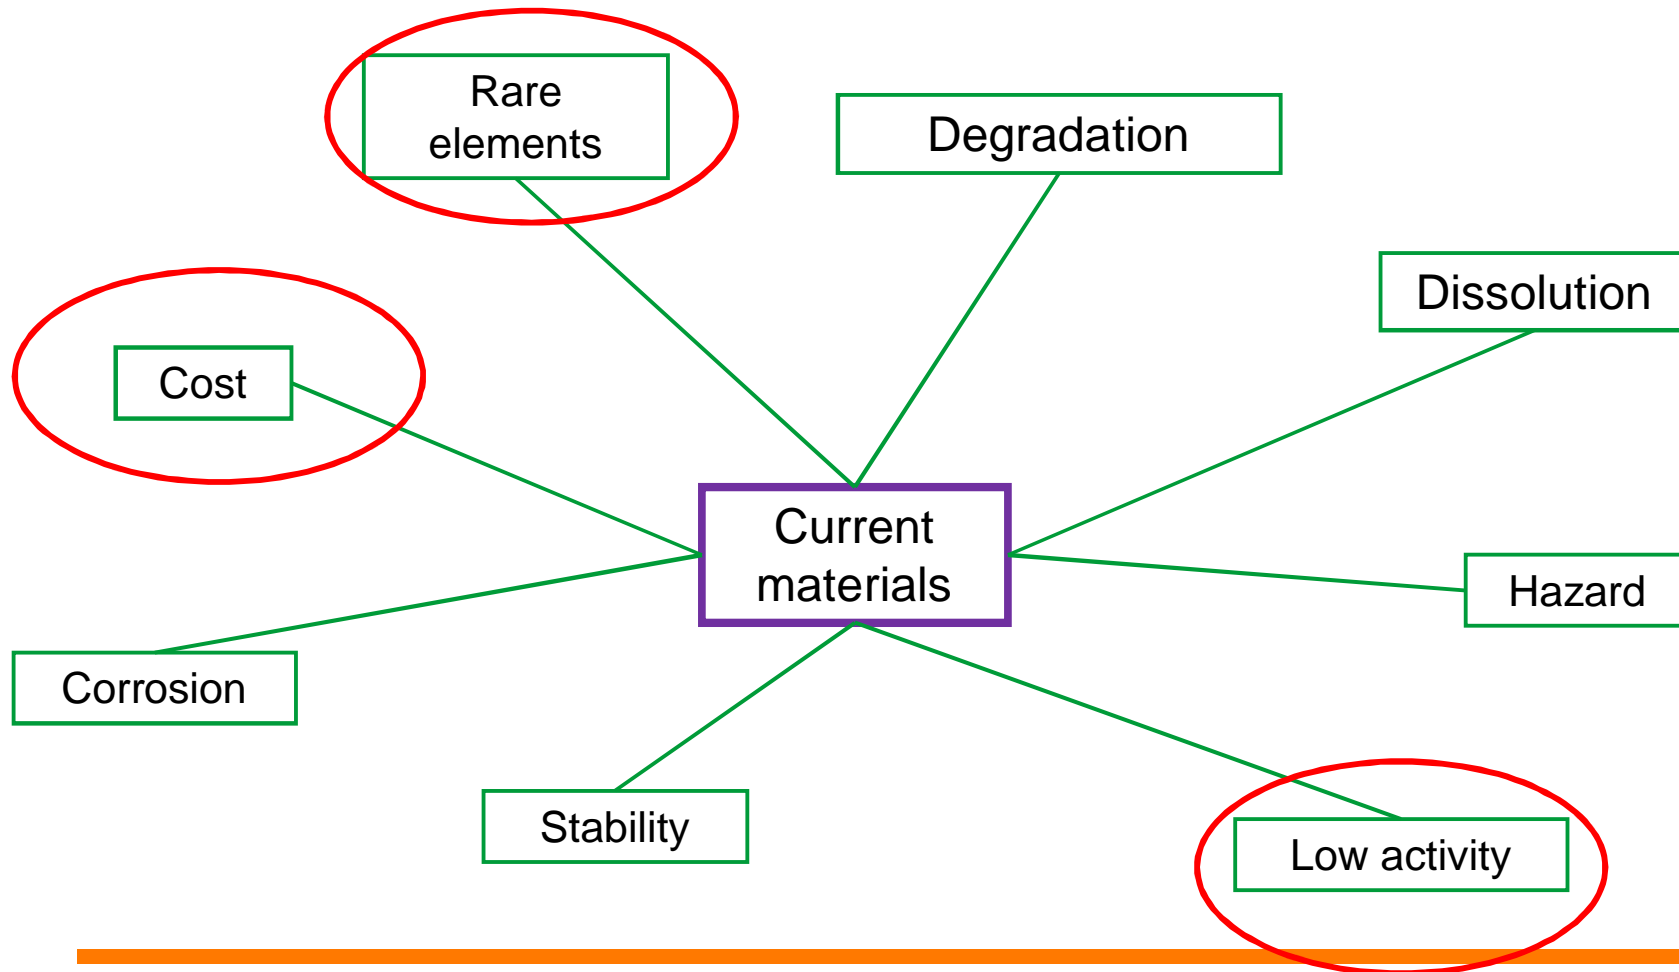 Rare
elements
Degradation
Dissolution
Cost
Current
materials
Hazard
Corrosion
Stability
Low activity